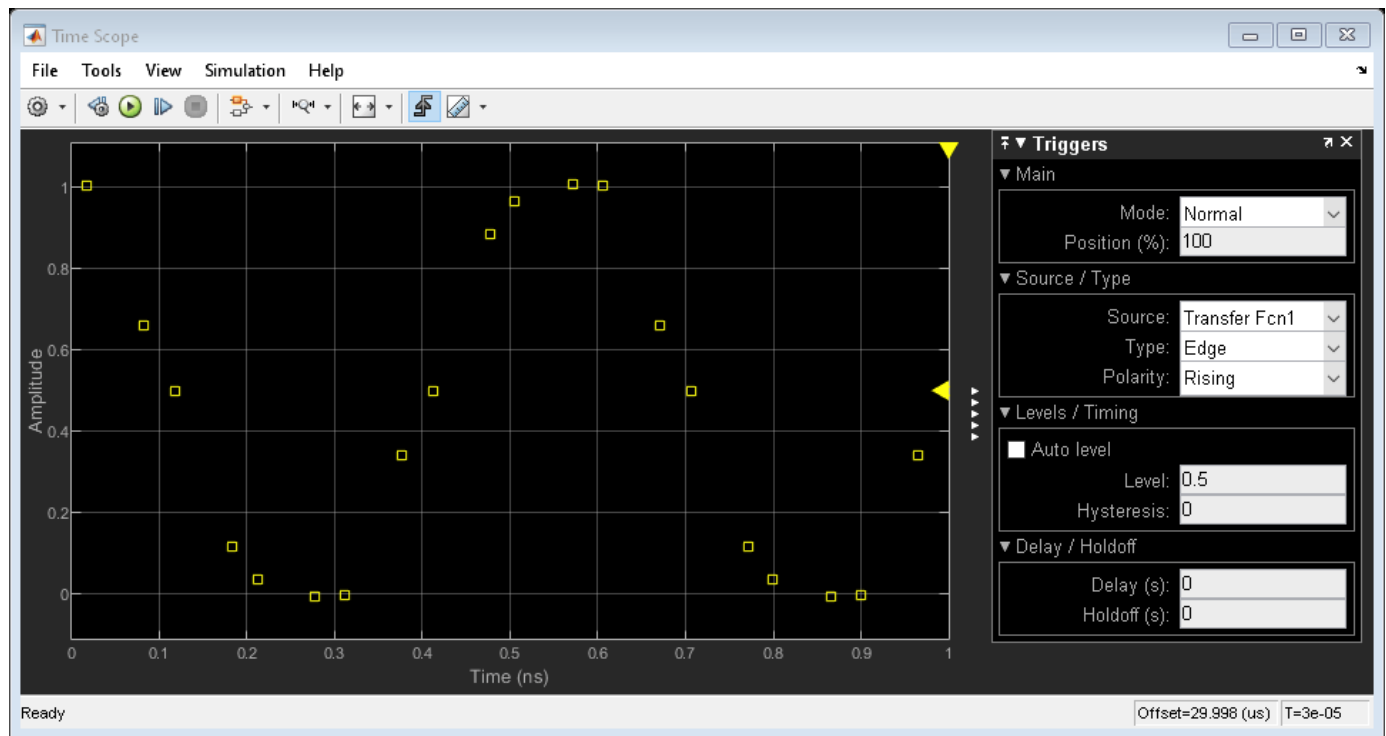 Time Scope
File Tools View Simulation Help
1
0.8
0.6
0.4
0.2
0
Amplitude
0 0.1 0.2 0.3 0.4 0.5 0.6 0.7 0.8 0.9 1
Time (ns)
Triggers
Main
Mode: Normal
Position (%): 100
Source / Type
Source: Transfer Fcn1
Type: Edge
Polarity: Rising
Levels / Timing
Auto level
Level: 0.5
Hysteresis: 0
Delay / Holdoff
Delay (s): 0
Holdoff (s): 0
Ready
Offset=29.998 (us) T=3e-05